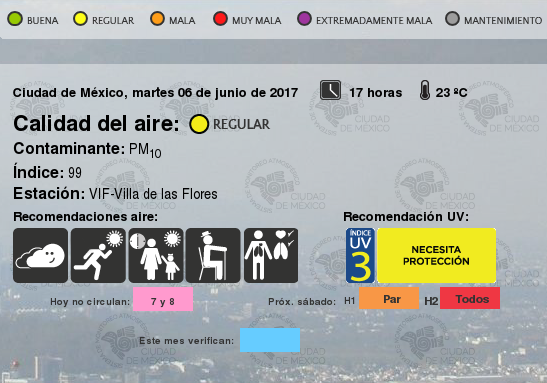 BUENA REGULAR MALA MUY MALA EXTREMADAMENTE MALA MANTENIMIENTO
Ciudad de México, martes 06 de junio de 2017 17 horas 23 ºC
Calidad del aire: REGULAR
Contaminante: PM10
Índice: 99
Estación: VIF-Villa de las Flores
Recomendaciones aire: Recomendación UV:
ÍNDICE
UV
3
NECESITA
PROTECCIÓN
Hoy no circulan: 7 y 8 Próx. sábado: H1 Par H2 Todos
Este mes verifican:
CIUDAD
DE MÉXICO